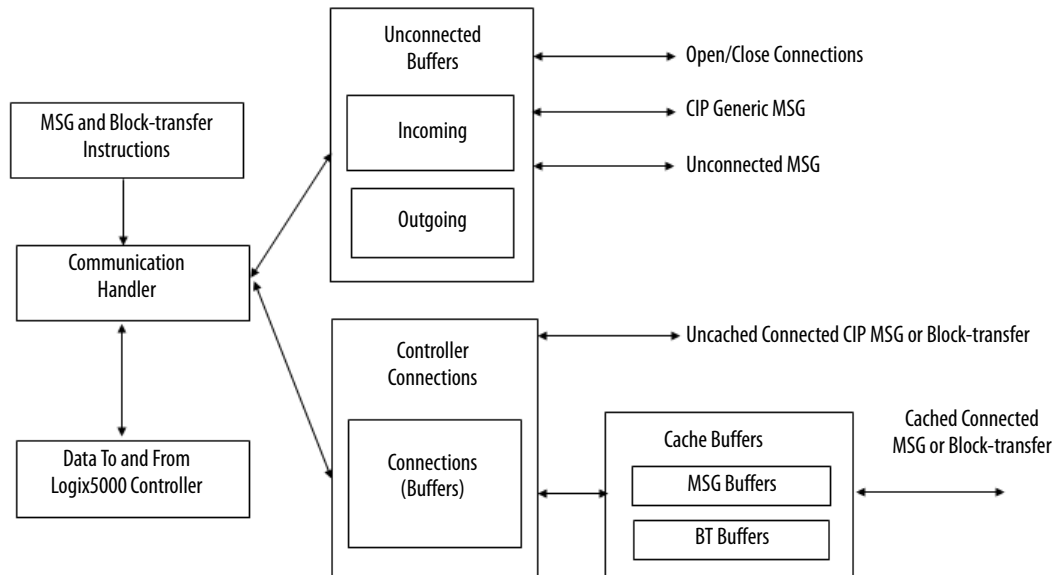 MSG and Block-transfer
Instructions
Communication
Handler
Data To and From
Logix5000 Controller
Unconnected
Buffers
Incoming
Outgoing
Open/Close Connections
CIP Generic MSG
Unconnected MSG
Controller
Connections
Connections
(Buffers)
Uncached Connected CIP MSG or Block-transfer
Cache Buffers
MSG Buffers
BT Buffers
Cached Connected
MSG or Block-transfer